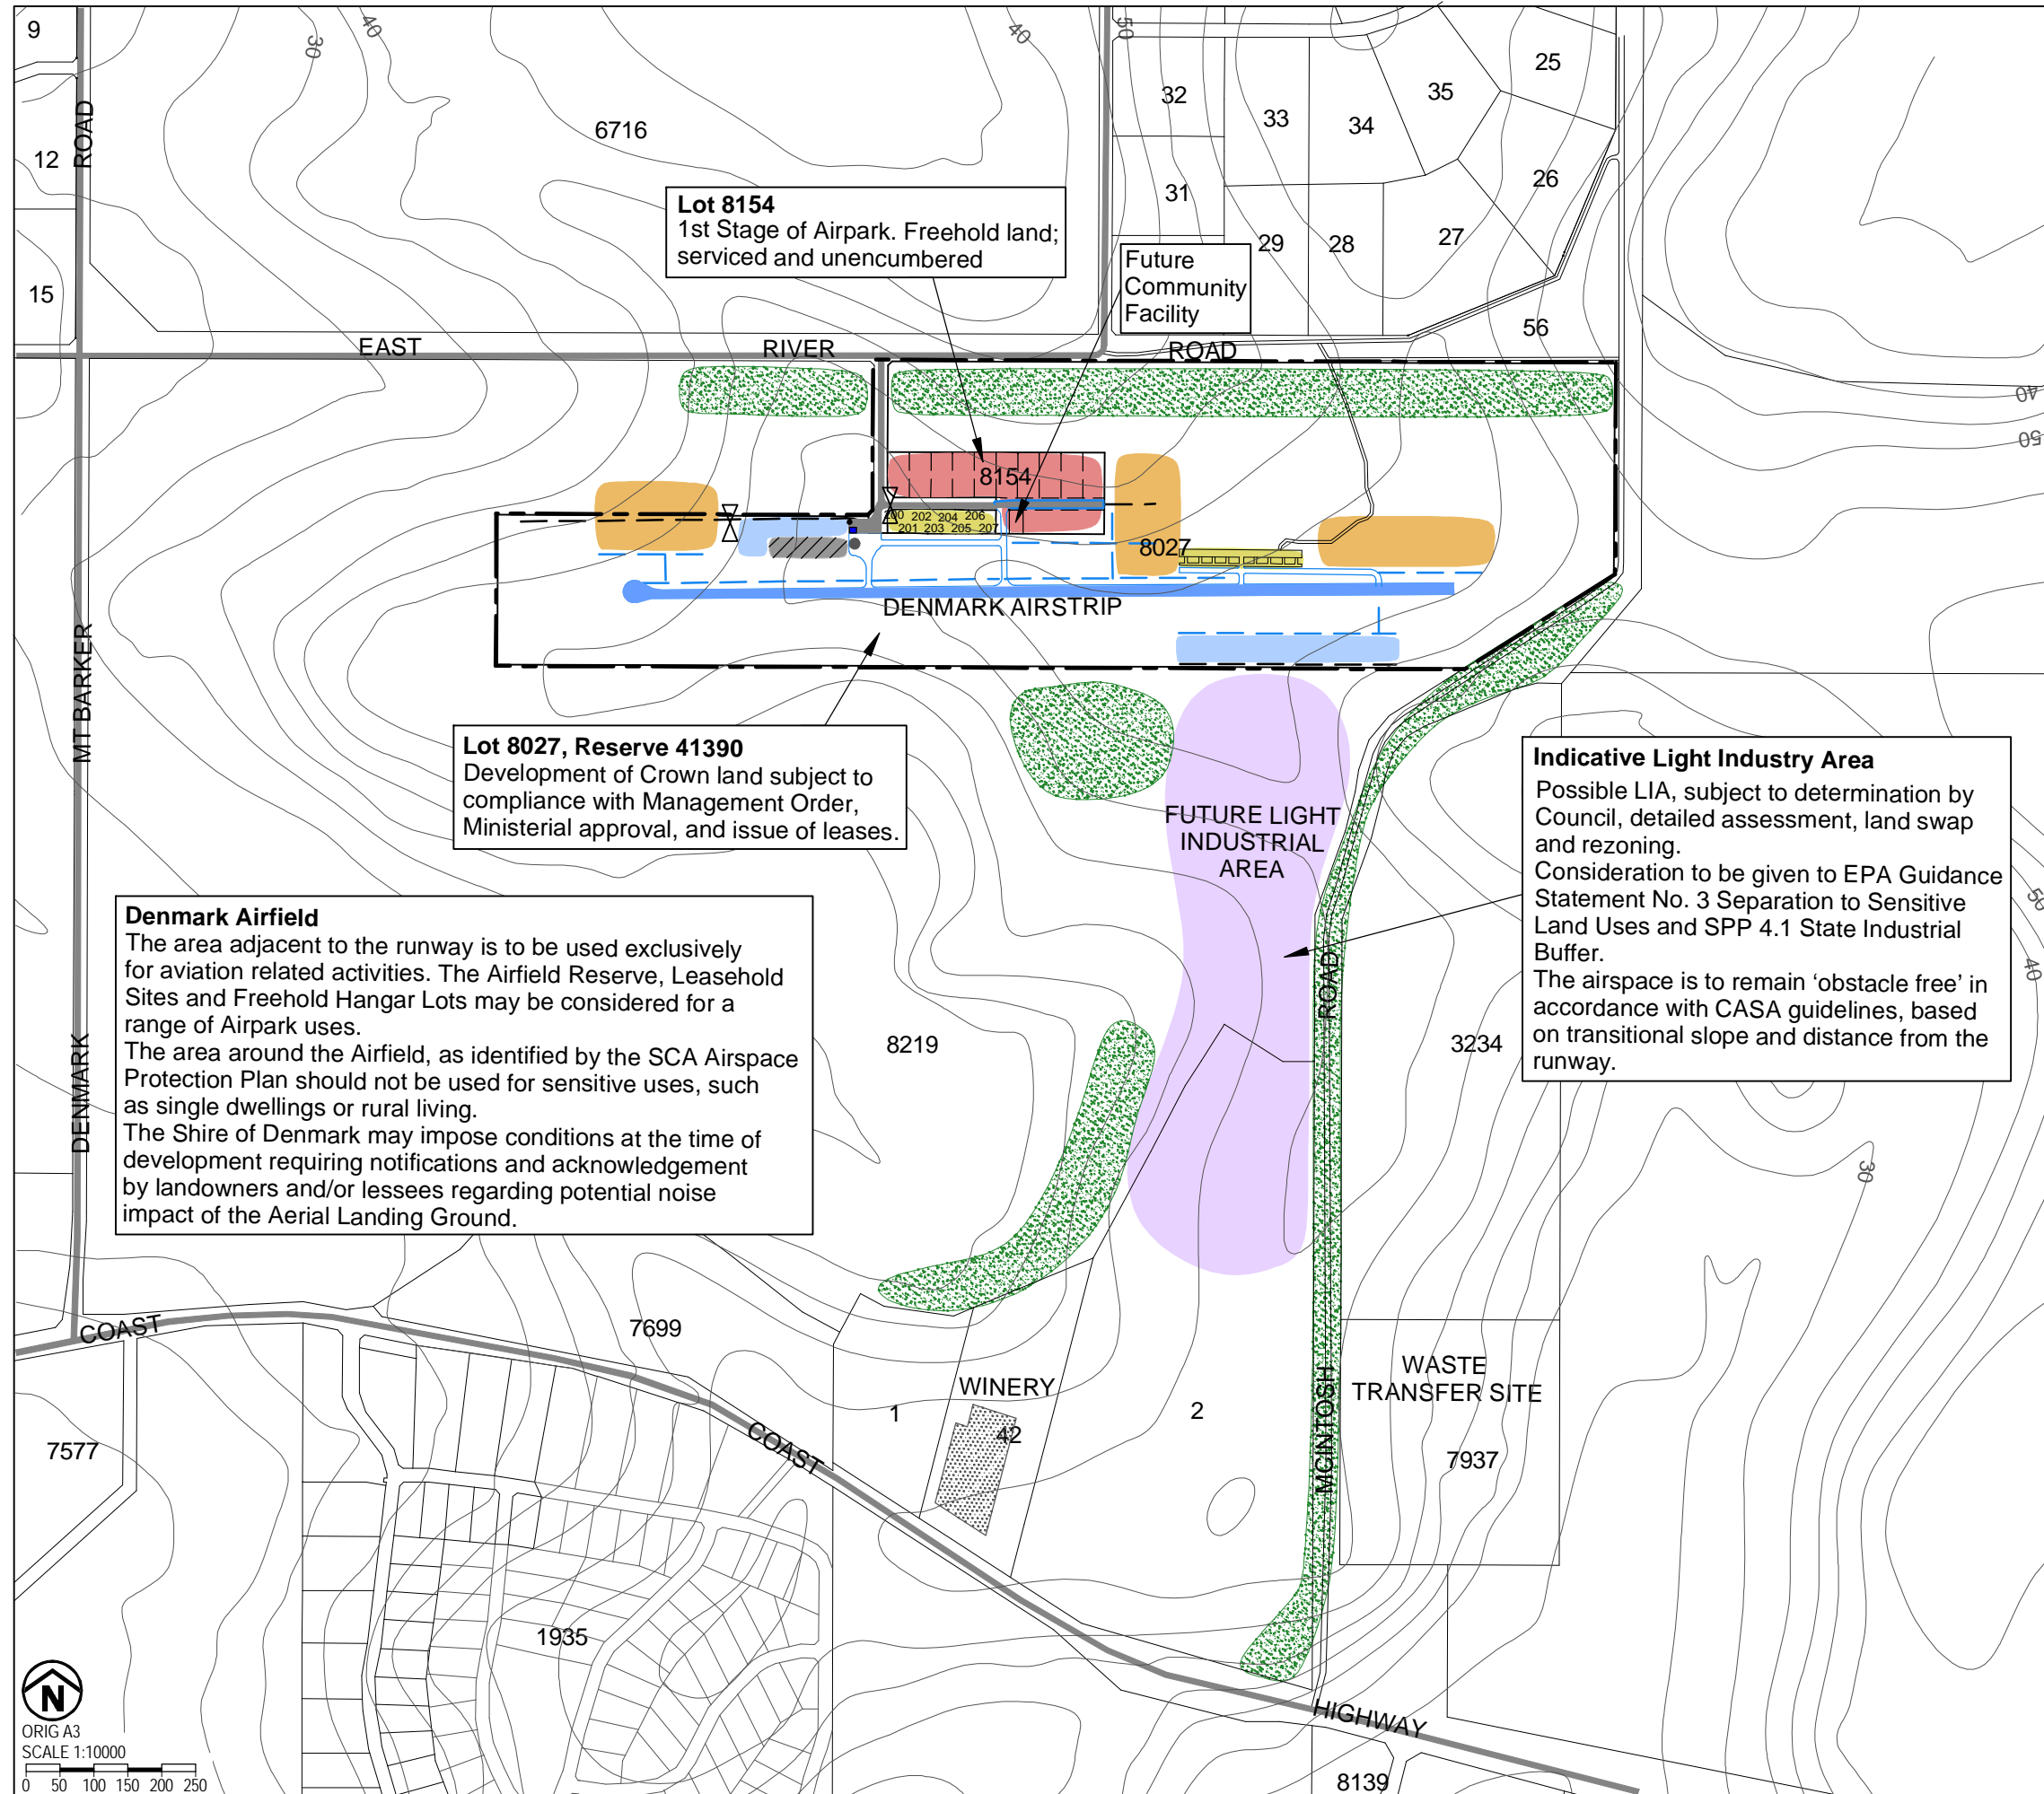 9
40
30
40
50
25
32
33
34
35
6716
12
ROAD
31
26
Lot 8154
1st Stage of Airpark. Freehold land;
serviced and unencumbered
29
28
27
Future
Community
Facility
15
56
EAST
RIVER
ROAD
40
50
8154
200 202 204 206
201 203 205 207
8027
DENMARK AIRSTRIP
MT BARKER
Lot 8027, Reserve 41390
Development of Crown land subject to
compliance with Management Order,
Ministerial approval, and issue of leases.
FUTURE LIGHT
INDUSTRIAL
AREA
Indicative Light Industry Area
Possible LIA, subject to determination by
Council, detailed assessment, land swap
and rezoning.
Consideration to be given to EPA Guidance
Statement No. 3 Separation to Sensitive
Land Uses and SPP 4.1 State Industrial
Buffer.
The airspace is to remain ‘obstacle free’ in
accordance with CASA guidelines, based
on transitional slope and distance from the
runway.
50
40
Denmark Airfield
The area adjacent to the runway is to be used exclusively
for aviation related activities. The Airfield Reserve, Leasehold
Sites and Freehold Hangar Lots may be considered for a
range of Airpark uses.
The area around the Airfield, as identified by the SCA Airspace
Protection Plan should not be used for sensitive uses, such
as single dwellings or rural living.
The Shire of Denmark may impose conditions at the time of
development requiring notifications and acknowledgement
by landowners and/or lessees regarding potential noise
impact of the Aerial Landing Ground.
8219
ROAD
3234
DENMARK
30
COAST
7699
WINERY
WASTE
TRANSFER SITE
1
42
2
MCINTOSH
7937
7577
COAST
1935
HIGHWAY
8139
N
ORIG A3
SCALE 1:10000
0 50 100 150 200 250